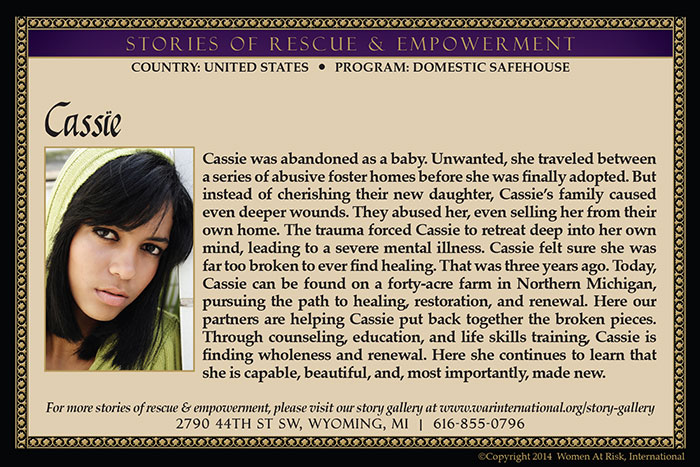 STORIES OF RESCUE & EMPOWERMENT
COUNTRY: UNITED STATES • PROGRAM: DOMESTIC SAFEHOUSE
Cassie
Cassie was abandoned as a baby. Unwanted, she traveled between
a series of abusive foster homes before she was finally adopted. But
instead of cherishing their new daughter, Cassie's family caused
even deeper wounds. They abused her, even selling her from their
own home. The trauma forced Cassie to retreat deep into her own
mind, leading to a severe mental illness. Cassie felt sure she was
far too broken to ever find healing. That was three years ago. Today,
Cassie can be found on a forty-acre farm in Northern Michigan,
pursuing the path to healing, restoration, and renewal. Here our
partners are helping Cassie put back together the broken pieces.
Through counseling, education, and life skills training, Cassie is
finding wholeness and renewal. Here she continues to learn that
she is capable, beautiful, and, most importantly, made new.
For more stories of rescue & empowerment, please visit our story gallery at www.warinternational.org/story-gallery
2790 44TH ST SW, WYOMING, MI | 616-855-0796
©Copyright 2014 Women At Risk, International